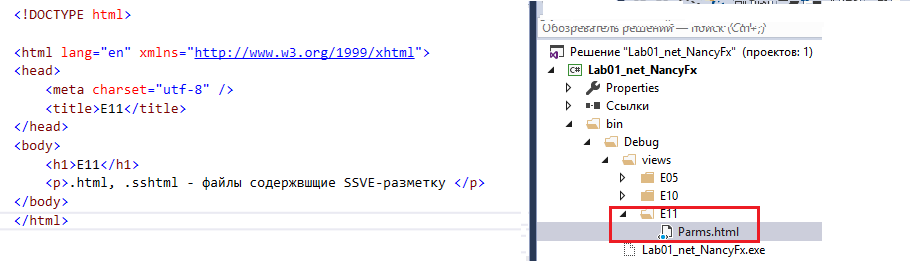 <!DOCTYPE html>
<html lang="en" xmlns="http://www.w3.org/1999/xhtml">
<head>
<meta charset="utf-8" />
<title>E11</title>
</head>
<body>
<h1>E11</h1>
<p>.html, .sshtml - файлы содержвшщие SSVE-разметку </p>
</body>
</html>
Обозреватель решений — поиск (Ctrl+;)
Решение "Lab01_net_NancyFx" (проектов: 1)
C# Lab01_net_NancyFx
Properties
Ссылки
bin
Debug
views
E05
E10
E11
Parms.html
Lab01_net_NancyFx.exe